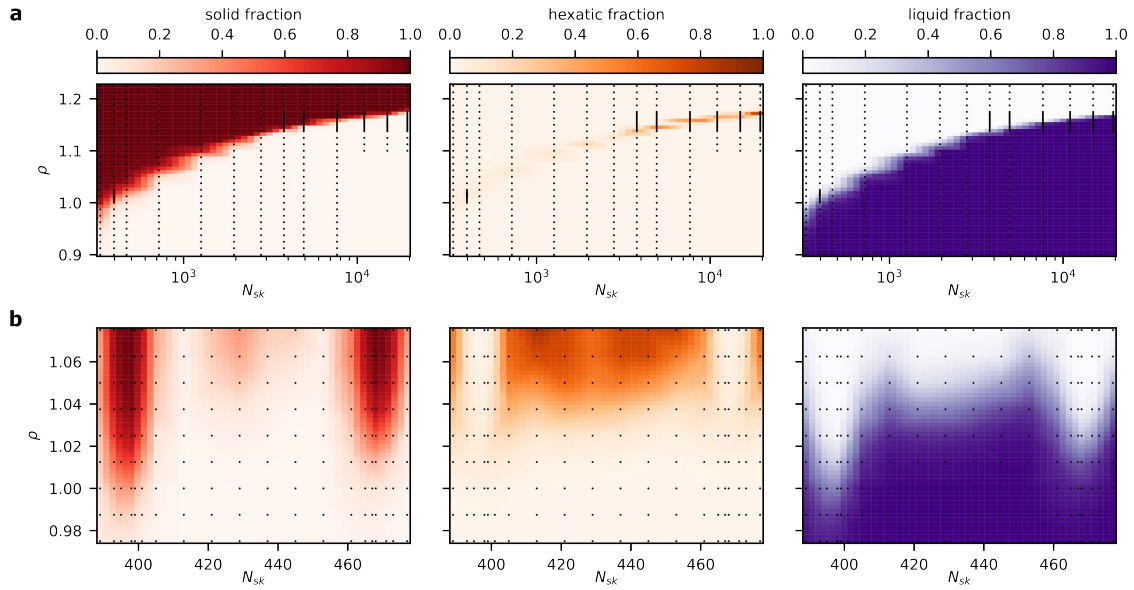 a
solid fraction
hexatic fraction
liquid fraction
0.0 0.2 0.4 0.6 0.8 1.0
0.0 0.2 0.4 0.6 0.8 1.0
0.0 0.2 0.4 0.6 0.8 1.0
1.2
1.1
1.0
0.9
ρ
10³ 10⁴
10³ 10⁴
10³ 10⁴
N_sk
N_sk
N_sk
b
1.06
1.04
1.02
1.00
0.98
ρ
400 420 440 460
400 420 440 460
400 420 440 460
N_sk
N_sk
N_sk